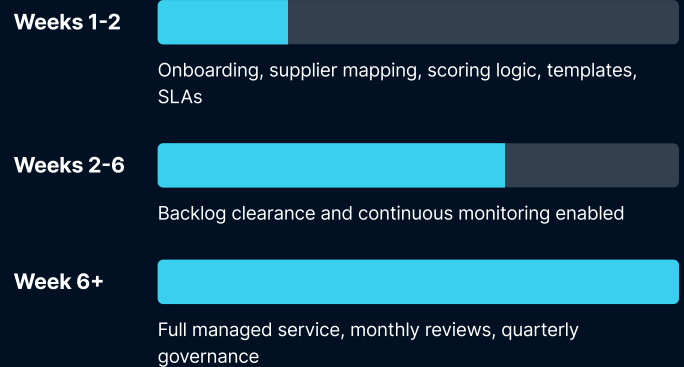 Weeks 1-2
Onboarding, supplier mapping, scoring logic, templates,
SLAs
Weeks 2-6
Backlog clearance and continuous monitoring enabled
Week 6+
Full managed service, monthly reviews, quarterly
governance